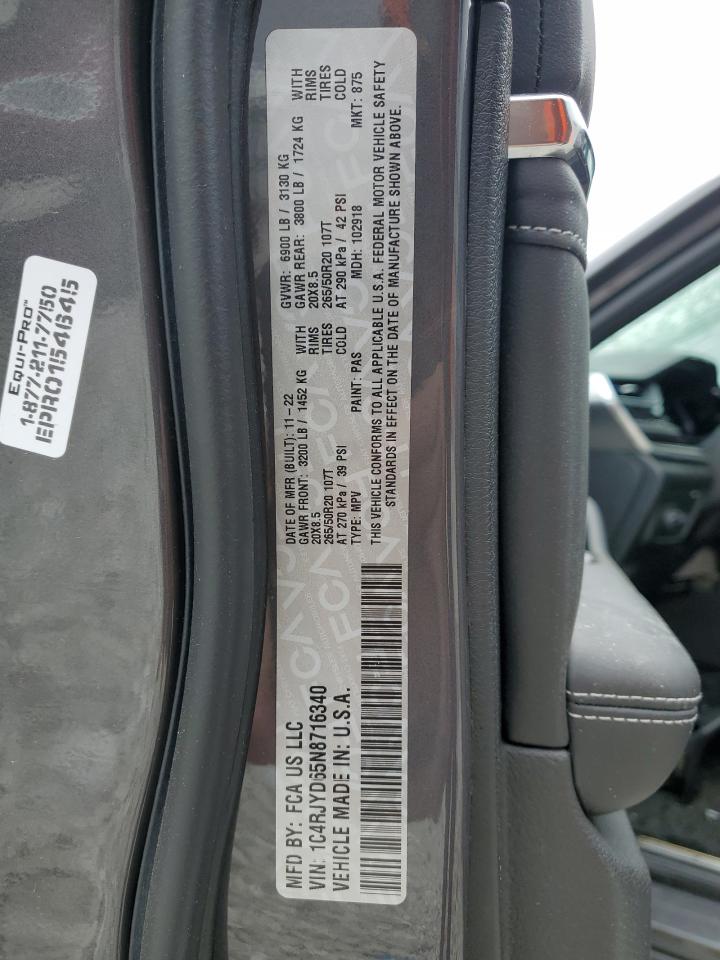 Equi-Pro™
1-877-211-7750
EPRO1541645
MFD BY: FCA US LLC
VIN: 1C4RJYD65N8716340
VEHICLE MADE IN: U.S.A.
DATE OF MFR (BUILT): 11-22
GAWR FRONT: 3200 LB / 1452 KG WITH
20X8.5 RIMS
265/50R20 107T TIRES
AT 270 kPa / 39 PSI COLD
TYPE: MPV PAINT: PAS
GVWR: 6900 LB / 3130 KG
GAWR REAR: 3800 LB / 1724 KG WITH
20X8.5 RIMS
265/50R20 107T TIRES
AT 290 kPa / 42 PSI COLD
MDH: 102918 MKT: 875
THIS VEHICLE CONFORMS TO ALL APPLICABLE U.S.A. FEDERAL MOTOR VEHICLE SAFETY
STANDARDS IN EFFECT ON THE DATE OF MANUFACTURE SHOWN ABOVE.